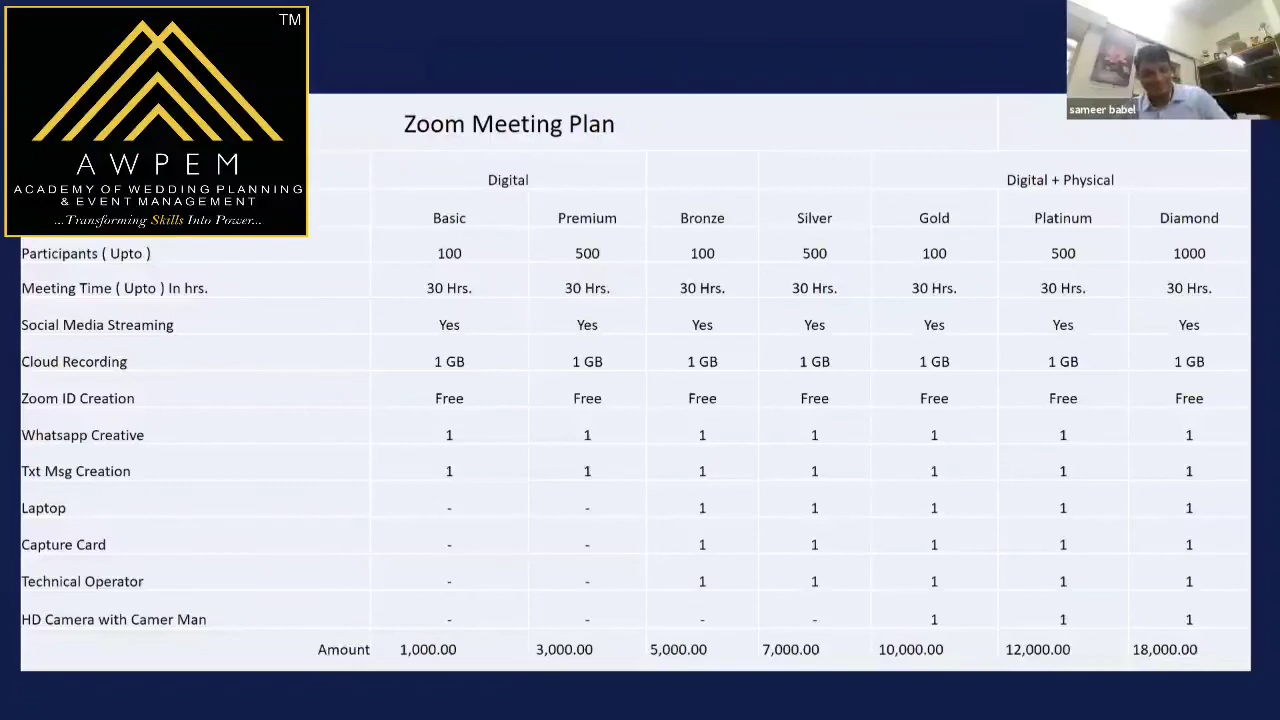 TM
AWPEM
ACADEMY OF WEDDING PLANNING
& EVENT MANAGEMENT
...Transforming Skills Into Power...
sameer babel
Zoom Meeting Plan
Digital Digital + Physical
Basic Premium Bronze Silver Gold Platinum Diamond
Participants ( Upto ) 100 500 100 500 100 500 1000
Meeting Time ( Upto ) In hrs. 30 Hrs. 30 Hrs. 30 Hrs. 30 Hrs. 30 Hrs. 30 Hrs. 30 Hrs.
Social Media Streaming Yes Yes Yes Yes Yes Yes Yes
Cloud Recording 1 GB 1 GB 1 GB 1 GB 1 GB 1 GB 1 GB
Zoom ID Creation Free Free Free Free Free Free Free
Whatsapp Creative 1 1 1 1 1 1 1
Txt Msg Creation 1 1 1 1 1 1 1
Laptop - - 1 1 1 1 1
Capture Card - - 1 1 1 1 1
Technical Operator - - 1 1 1 1 1
HD Camera with Camer Man - - - - 1 1 1
Amount 1,000.00 3,000.00 5,000.00 7,000.00 10,000.00 12,000.00 18,000.00